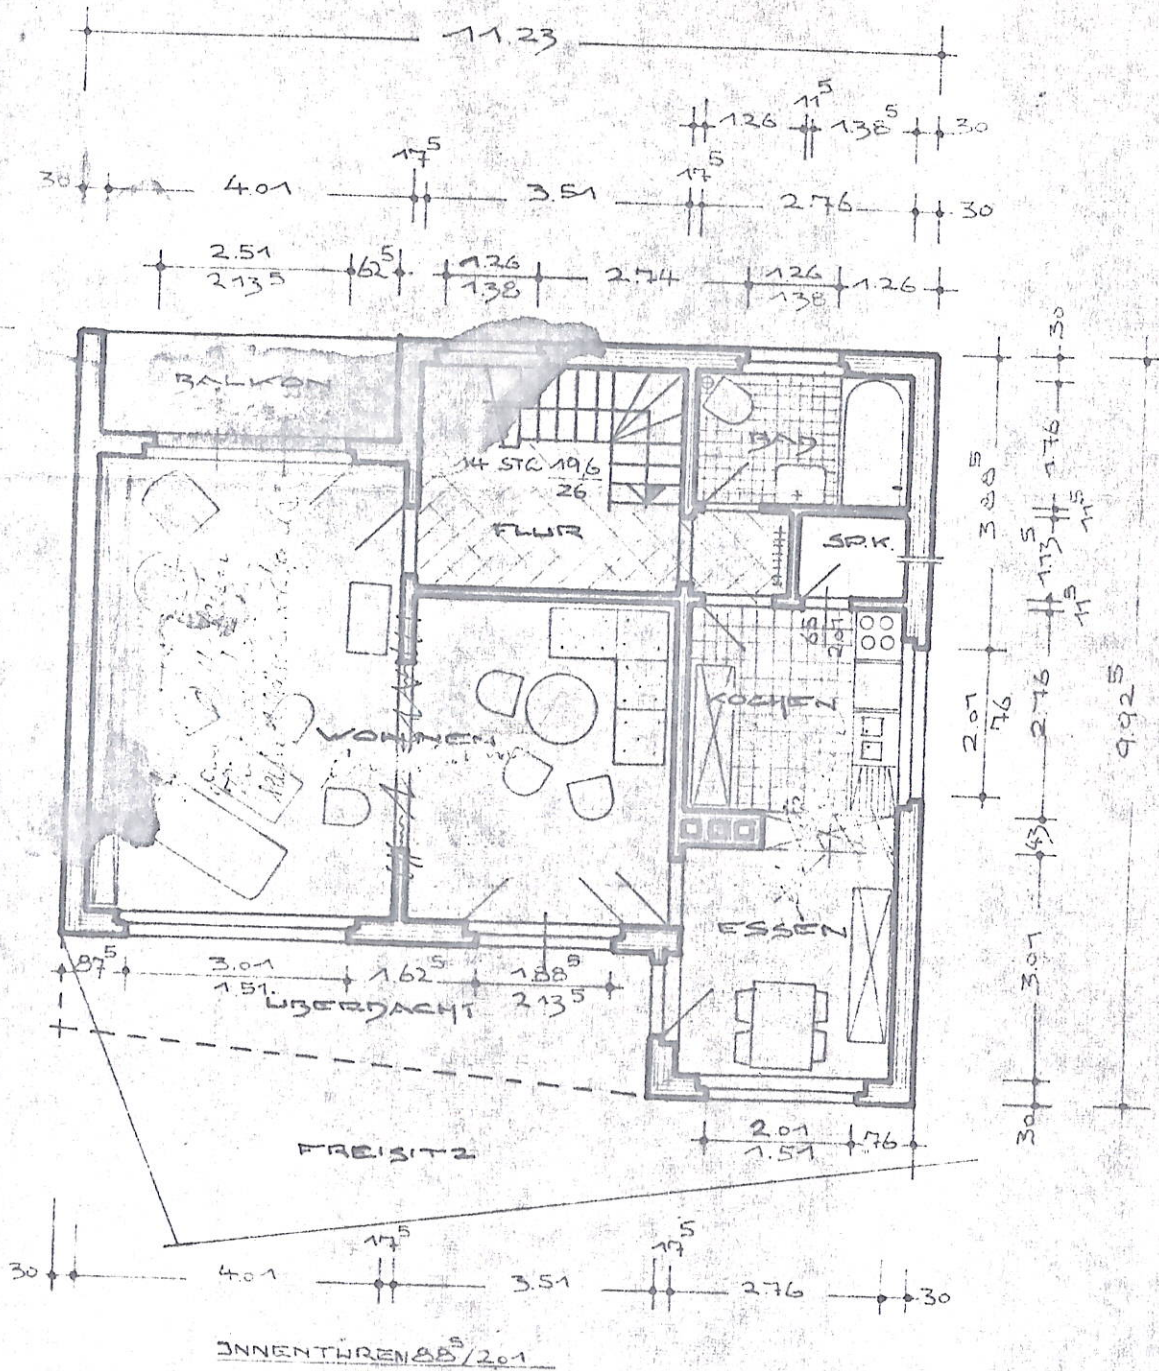 11.23
1.26 11⁵ 1.38⁵ 30
30 4.01 17⁵ 3.51 17⁵ 2.76 30
2.51 62⁵ 1.26 2.74 1.26 1.26
2.13⁵ 1.38 1.38
BALKON
BAD
14 STG 19,6
26
FLUR
SP.K.
65
2.01
KOCHEN
WOHNEN
ESSEN
87⁵ 3.01 1.62⁵ 1.88⁵
1.51 2.13⁵
ÜBERDACHT
2.01 76
1.51
FREISITZ
30 4.01 17⁵ 3.51 17⁵ 2.76 30
INNENTÜREN 88⁵/2.01
3.88⁵
2.01
76
30
1.76
11⁵
1.13⁵
11⁵
2.76
43
3.01
30
9.92⁵